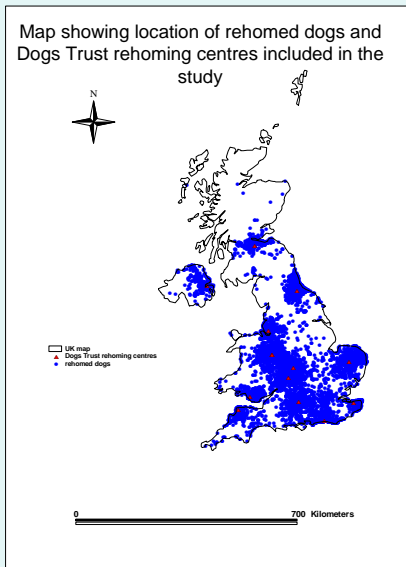 Map showing location of rehomed dogs and
Dogs Trust rehoming centres included in the
study
N
UK map
Dogs Trust rehoming centres
rehomed dogs
0 700 Kilometers